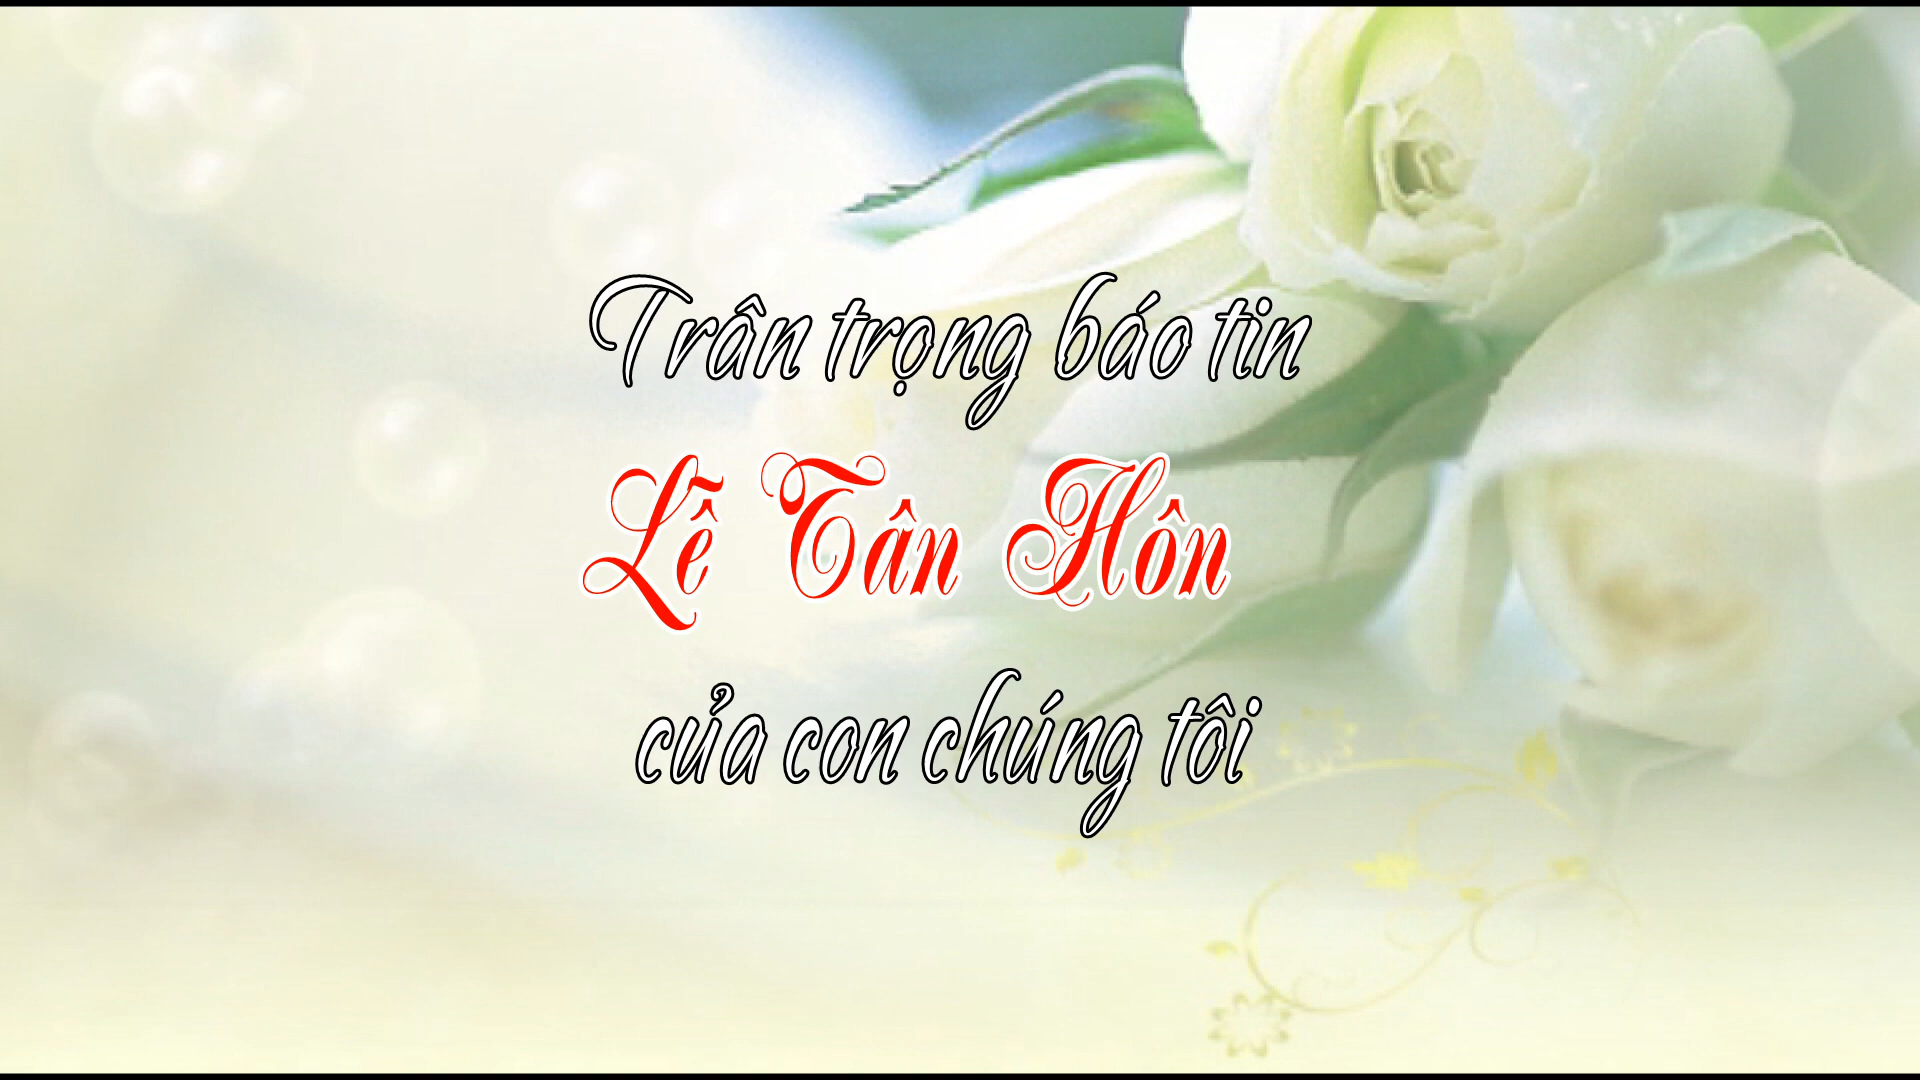 Trân trọng báo tin
Lễ Tân Hôn
của con chúng tôi